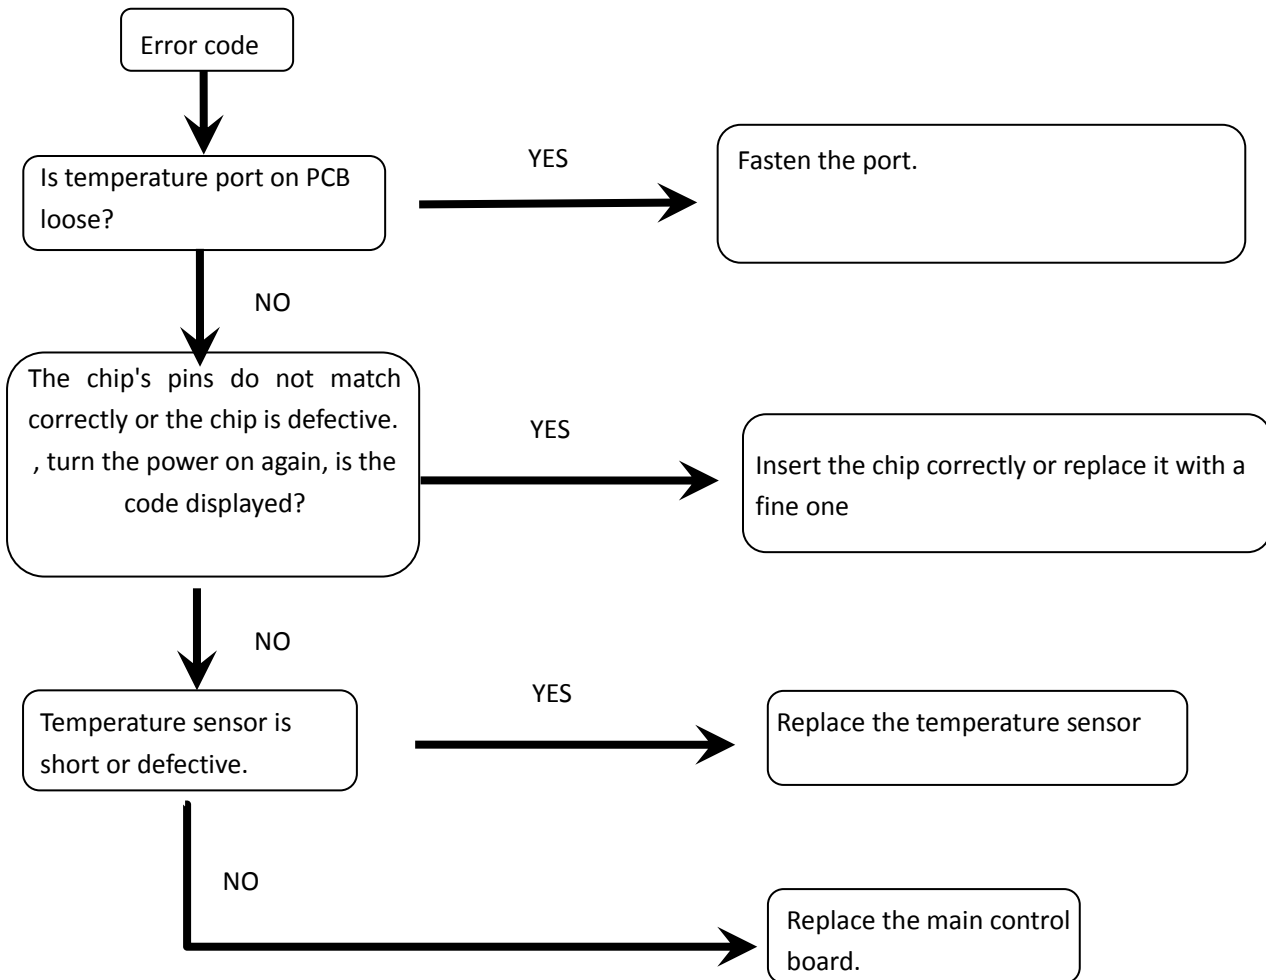 Error code
Is temperature port on PCB
loose?
YES
Fasten the port.
NO
The chip's pins do not match
correctly or the chip is defective.
, turn the power on again, is the
code displayed?
YES
Insert the chip correctly or replace it with a
fine one
NO
Temperature sensor is
short or defective.
YES
Replace the temperature sensor
NO
Replace the main control
board.